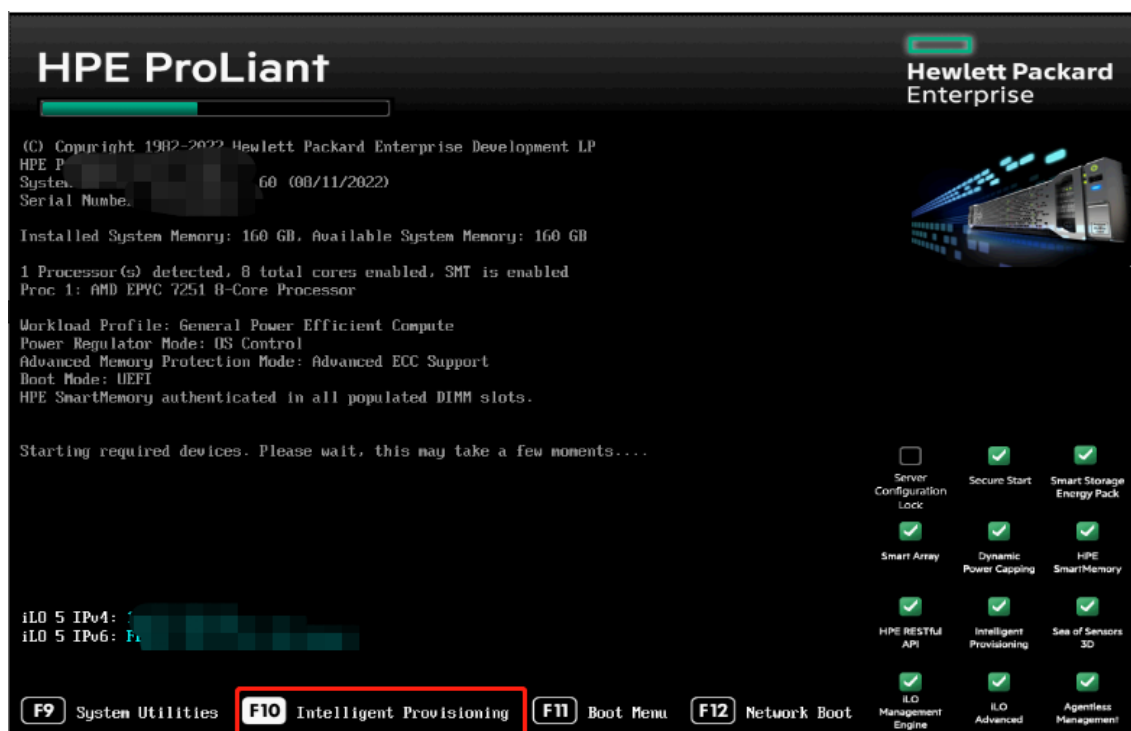 HPE ProLiant
Hewlett Packard
Enterprise
(C) Copyright 1982-2022 Hewlett Packard Enterprise Development LP
HPE
60 (08/11/2022)
Serial
Installed System Memory: 160 GB, Available System Memory: 160 GB
1 Processor(s) detected, 8 total cores enabled, SMT is enabled
Proc 1: AMD EPYC 7251 8-Core Processor
Workload Profile: General Power Efficient Compute
Power Regulator Mode: OS Control
Advanced Memory Protection Mode: Advanced ECC Support
Boot Mode: UEFI
HPE SmartMemory authenticated in all populated DIMM slots.
Starting required devices. Please wait, this may take a few moments....
Server
Configuration
Lock
Secure Start
Smart Storage
Energy Pack
Smart Array
Dynamic
Power Capping
HPE
SmartMemory
HPE RESTful
API
Intelligent
Provisioning
Sea of Sensors
3D
iLO
Management
Engine
iLO
Advanced
Agentless
Management
iLO 5 IPv4:
iLO 5 IPv6:
F9 System Utilities F10 Intelligent Provisioning F11 Boot Menu F12 Network Boot